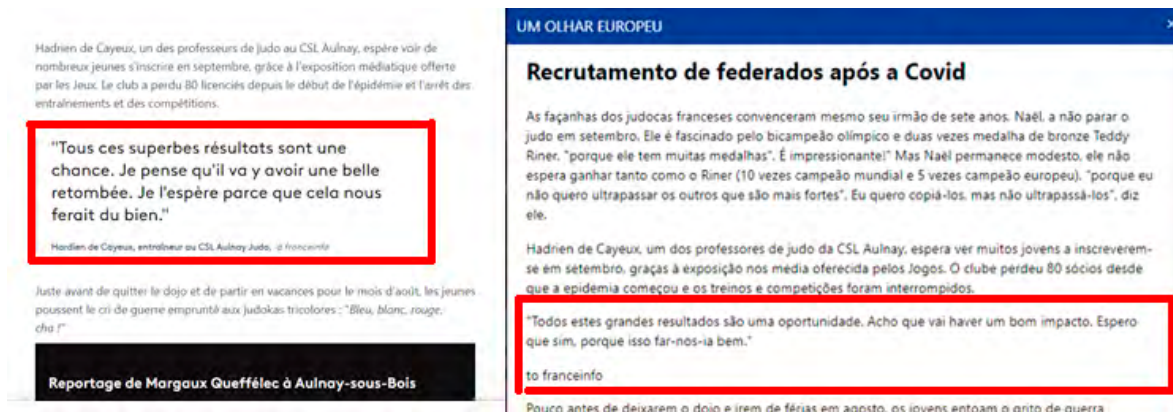 Hadrien de Cayeux, un des professeurs de judo au CSL Aulnay, espère voir de
nombreux jeunes s'inscrire en septembre, grâce à l'exposition médiatique offerte
par les Jeux. Le club a perdu 80 licenciés depuis le début de l'épidémie et l'arrêt des
entraînements et des compétitions.
"Tous ces superbes résultats sont une
chance. Je pense qu'il va y avoir une belle
retombée. Je l'espère parce que cela nous
ferait du bien."
Hardien de Cayeux, entraîneur au CSL Aulnay Judo, à franceinfo
Juste avant de quitter le dojo et de partir en vacances pour le mois d'août, les jeunes
poussent le cri de guerre emprunté aux judokas tricolores : "Bleu, blanc, rouge,
cha !"
Reportage de Margaux Queffélec à Aulnay-sous-Bois
UM OLHAR EUROPEU
Recrutamento de federados após a Covid
As façanhas dos judocas franceses convenceram mesmo seu irmão de sete anos, Naël, a não parar o
judo em setembro. Ele é fascinado pelo bicampeão olímpico e duas vezes medalha de bronze Teddy
Riner, "porque ele tem muitas medalhas". É impressionante!" Mas Naël permanece modesto, ele não
espera ganhar tanto como o Riner (10 vezes campeão mundial e 5 vezes campeão europeu), "porque eu
não quero ultrapassar os outros que são mais fortes". Eu quero copiá-los, mas não ultrapassá-los", diz
ele.
Hadrien de Cayeux, um dos professores de judo da CSL Aulnay, espera ver muitos jovens a inscreverem-
se em setembro, graças à exposição nos média oferecida pelos Jogos. O clube perdeu 80 sócios desde
que a epidemia começou e os treinos e competições foram interrompidos.
"Todos estes grandes resultados são uma oportunidade. Acho que vai haver um bom impacto. Espero
que sim, porque isso far-nos-ia bem."
to franceinfo
Pouco antes de deixarem o dojo e irem de férias em agosto, os jovens entoam o grito de guerra